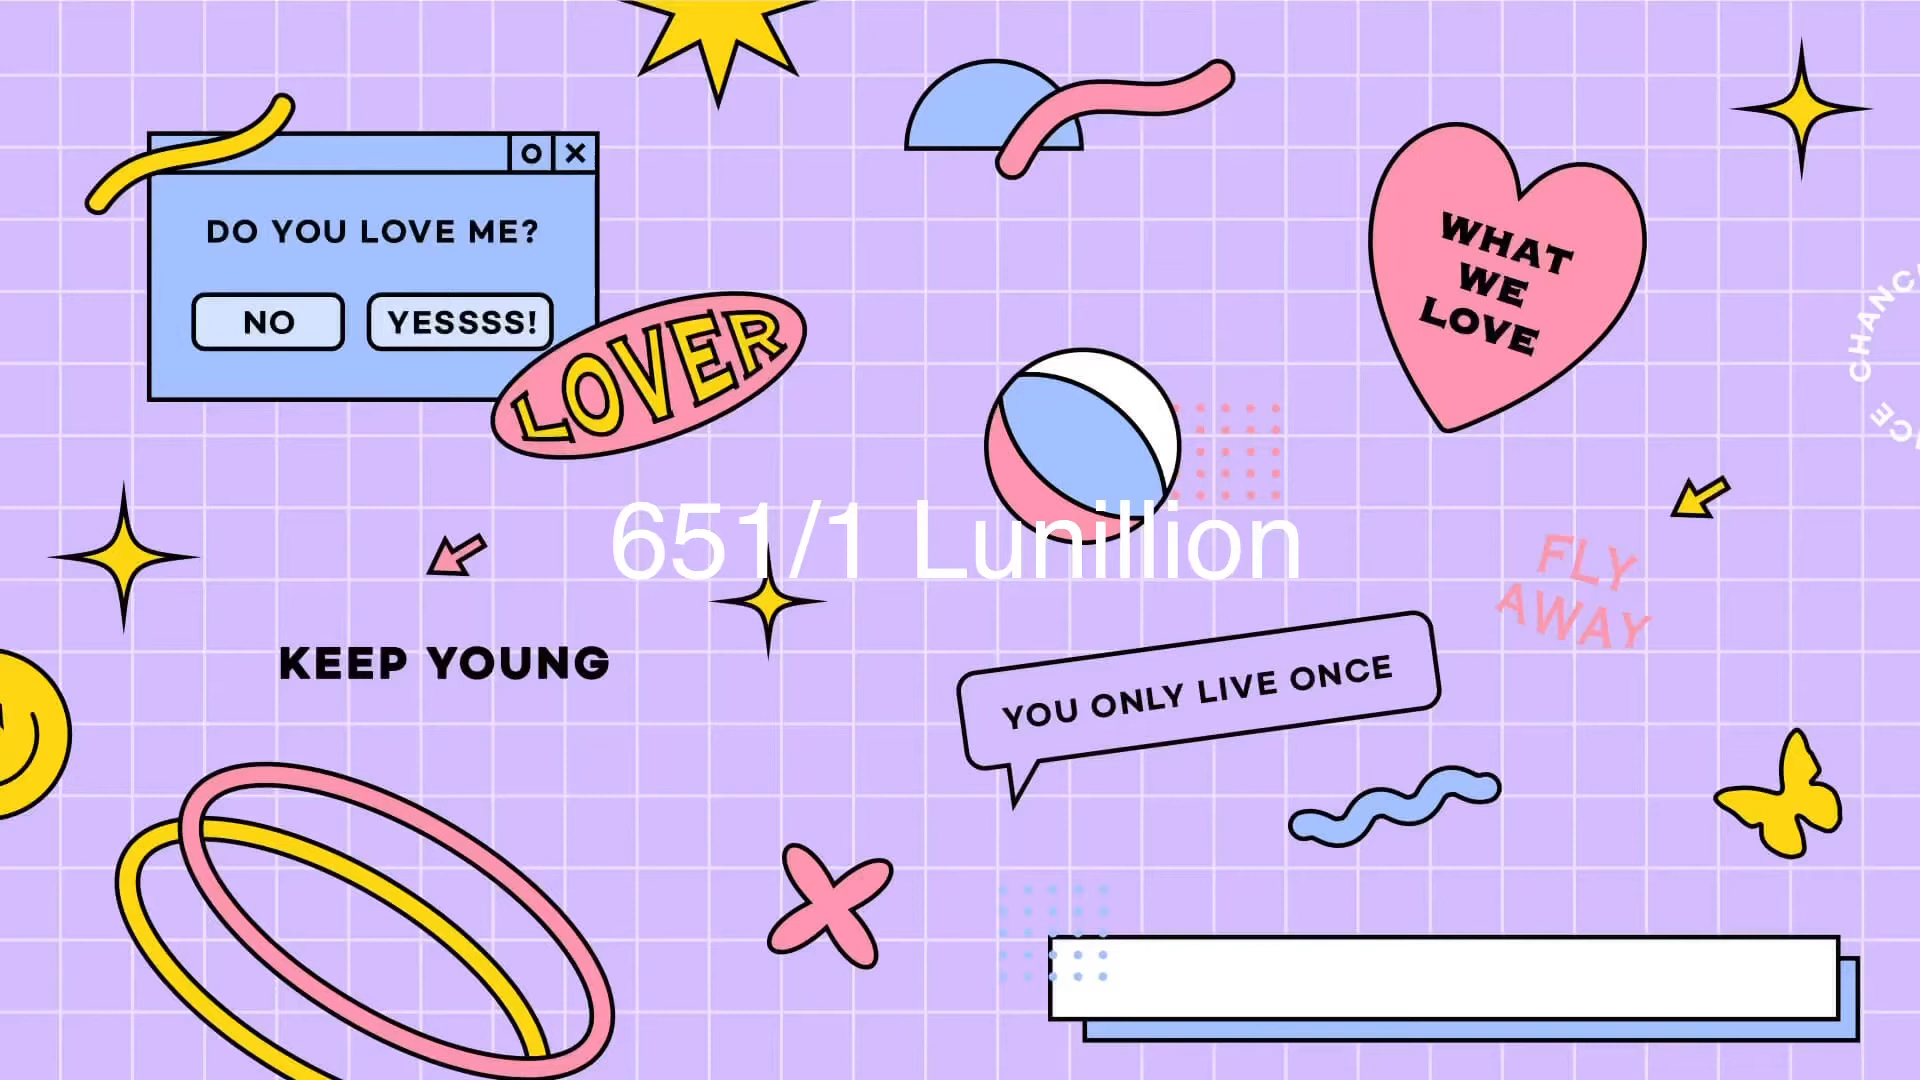 O X
DO YOU LOVE ME?
NO YESSSS!
LOVER
WHAT
WE
LOVE
651/1 Lunillion
FLY
AWAY
KEEP YOUNG
YOU ONLY LIVE ONCE